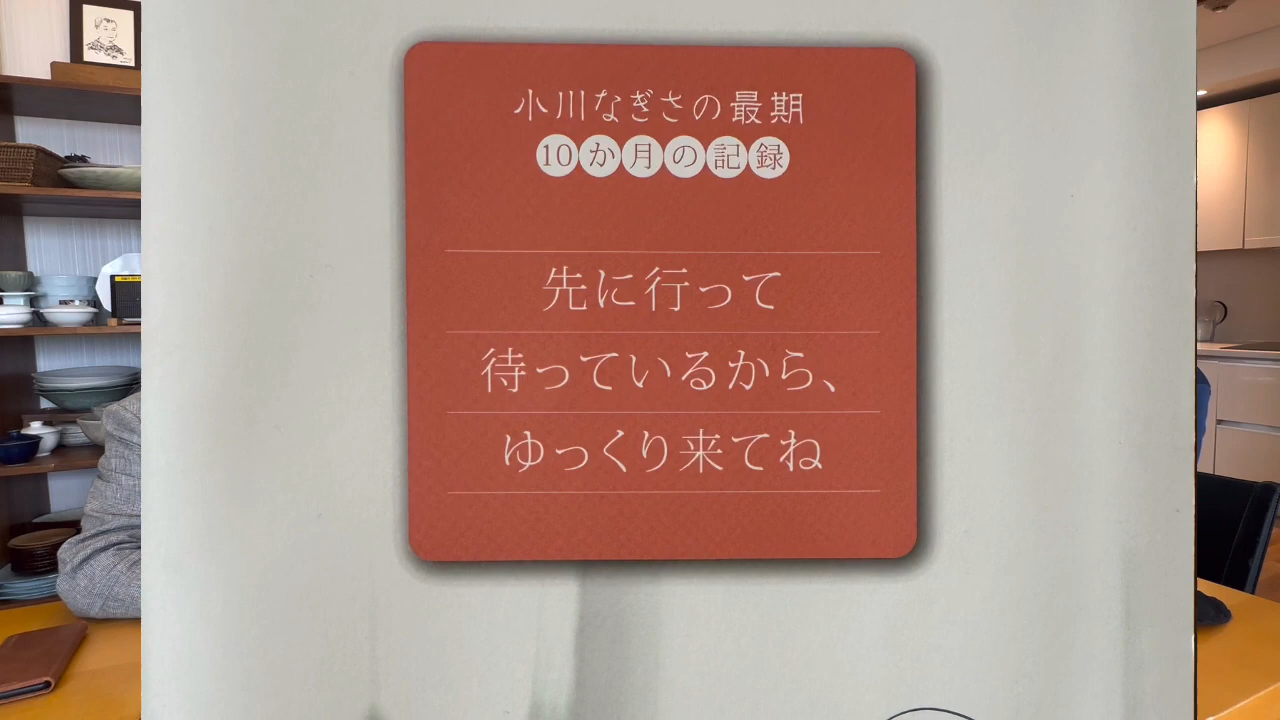 小川なぎさの最期
10か月の記録
先に行って
待っているから、
ゆっくり来てね